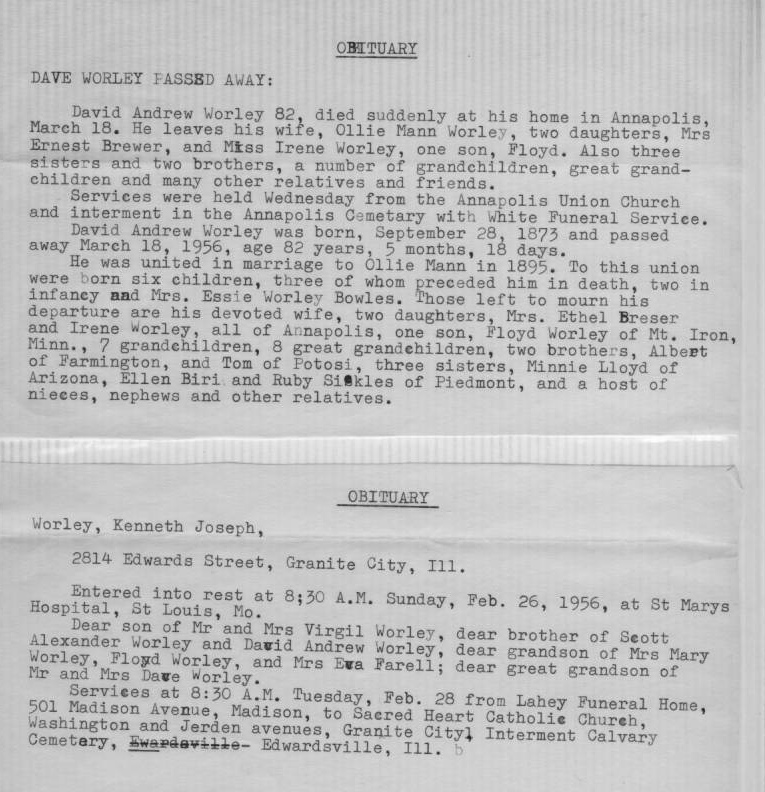 OBITUARY
DAVE WORLEY PASSED AWAY:
David Andrew Worley 82, died suddenly at his home in Annapolis,
March 18. He leaves his wife, Ollie Mann Worley, two daughters, Mrs
Ernest Brewer, and Miss Irene Worley, one son, Floyd. Also three
sisters and two brothers, a number of grandchildren, great grand-
children and many other relatives and friends.
Services were held Wednesday from the Annapolis Union Church
and interment in the Annapolis Cemetary with White Funeral Service.
David Andrew Worley was born, September 28, 1873 and passed
away March 18, 1956, age 82 years, 5 months, 18 days.
He was united in marriage to Ollie Mann in 1895. To this union
were born six children, three of whom preceded him in death, two in
infancy and Mrs. Essie Worley Bowles. Those left to mourn his
departure are his devoted wife, two daughters, Mrs. Ethel Breser
and Irene Worley, all of Annapolis, one son, Floyd Worley of Mt. Iron,
Minn., 7 grandchildren, 8 great grandchildren, two brothers, Albert
of Farmington, and Tom of Potosi, three sisters, Minnie Lloyd of
Arizona, Ellen Biri and Ruby Sickles of Piedmont, and a host of
nieces, nephews and other relatives.
OBITUARY
Worley, Kenneth Joseph,
2814 Edwards Street, Granite City, Ill.
Entered into rest at 8;30 A.M. Sunday, Feb. 26, 1956, at St Marys
Hospital, St Louis, Mo.
Dear son of Mr and Mrs Virgil Worley, dear brother of Scott
Alexander Worley and David Andrew Worley, dear grandson of Mrs Mary
Worley, Floyd Worley, and Mrs Eva Farell; dear great grandson of
Mr and Mrs Dave Worley.
Services at 8:30 A.M. Tuesday, Feb. 28 from Lahey Funeral Home,
501 Madison Avenue, Madison, to Sacred Heart Catholic Church,
Washington and Jerden avenues, Granite City, Interment Calvary
Cemetery, Ewardsville- Edwardsville, Ill. b